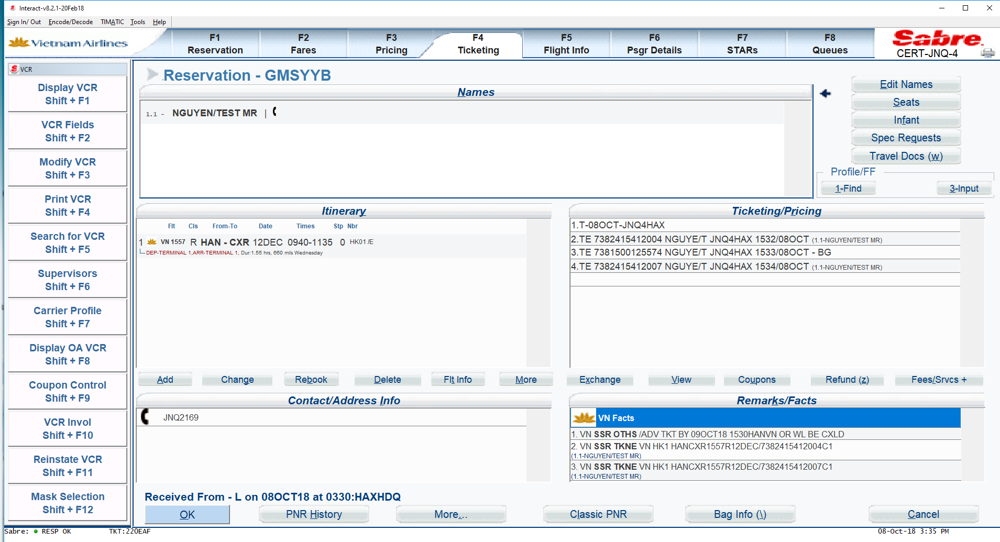 Interact-v8.2.1-20Feb18
Sign In/ Out Encode/Decode TIMATIC Tools Help
Vietnam Airlines
F1 Reservation
F2 Fares
F3 Pricing
F4 Ticketing
F5 Flight Info
F6 Psgr Details
F7 STARs
F8 Queues
Sabre
CERT-JNQ-4
VCR
Display VCR
Shift + F1
VCR Fields
Shift + F2
Modify VCR
Shift + F3
Print VCR
Shift + F4
Search for VCR
Shift + F5
Supervisors
Shift + F6
Carrier Profile
Shift + F7
Display OA VCR
Shift + F8
Coupon Control
Shift + F9
VCR Invol
Shift + F10
Reinstate VCR
Shift + F11
Mask Selection
Shift + F12
Reservation - GMSYYB
Names
1.1 - NGUYEN/TEST MR |
Edit Names
Seats
Infant
Spec Requests
Travel Docs (w)
Profile/FF
1-Find 3-Input
Itinerary
Flt Cls From-To Date Times Stp Nbr
1 VN 1557 R HAN - CXR 12DEC 0940-1135 0 HK01 /E
DEP-TERMINAL 1,ARR-TERMINAL 1, Dur:1.55 hrs, 660 mls Wednesday
Add Change Rebook Delete Flt Info More
Ticketing/Pricing
1.T-08OCT-JNQ4HAX
2.TE 7382415412004 NGUYE/T JNQ4HAX 1532/08OCT (1.1-NGUYEN/TEST MR)
3.TE 7381500125574 NGUYE/T JNQ4HAX 1533/08OCT - BG
4.TE 7382415412007 NGUYE/T JNQ4HAX 1534/08OCT (1.1-NGUYEN/TEST MR)
Exchange View Coupons Refund (z) Fees/Srvcs +
Contact/Address Info
JNQ2169
Remarks/Facts
VN Facts
1. VN SSR OTHS /ADV TKT BY 09OCT18 1530HANVN OR WL BE CXLD
2. VN SSR TKNE VN HK1 HANCXR1557R12DEC/7382415412004C1
(1.1-NGUYEN/TEST MR)
3. VN SSR TKNE VN HK1 HANCXR1557R12DEC/7382415412007C1
(1.1-NGUYEN/TEST MR)
Received From - L on 08OCT18 at 0330:HAXHDQ
OK PNR History More... Classic PNR Bag Info (\) Cancel
Sabre: RESP OK TKT:220EAF 08-Oct-18 3:35 PM